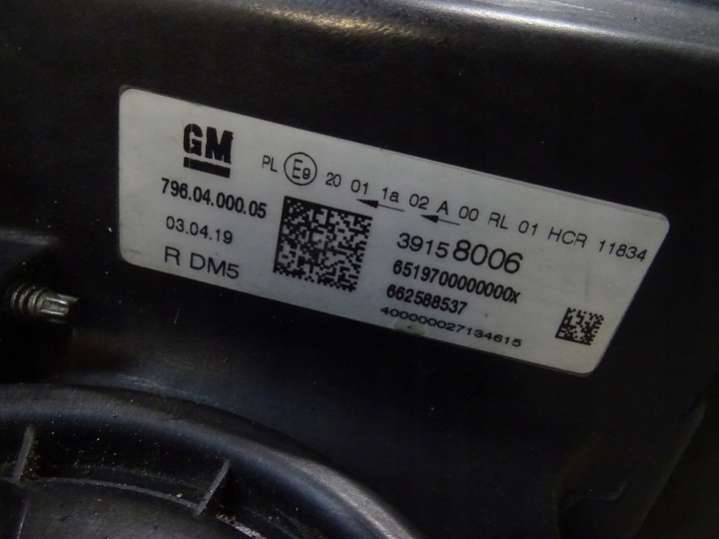 GM
PL E9 20 01 1a 02 A 00 RL 01 HCR 11834
796.04.000.05
03.04.19
R DM5
39158006
6519700000000X
662588537
400000027134615